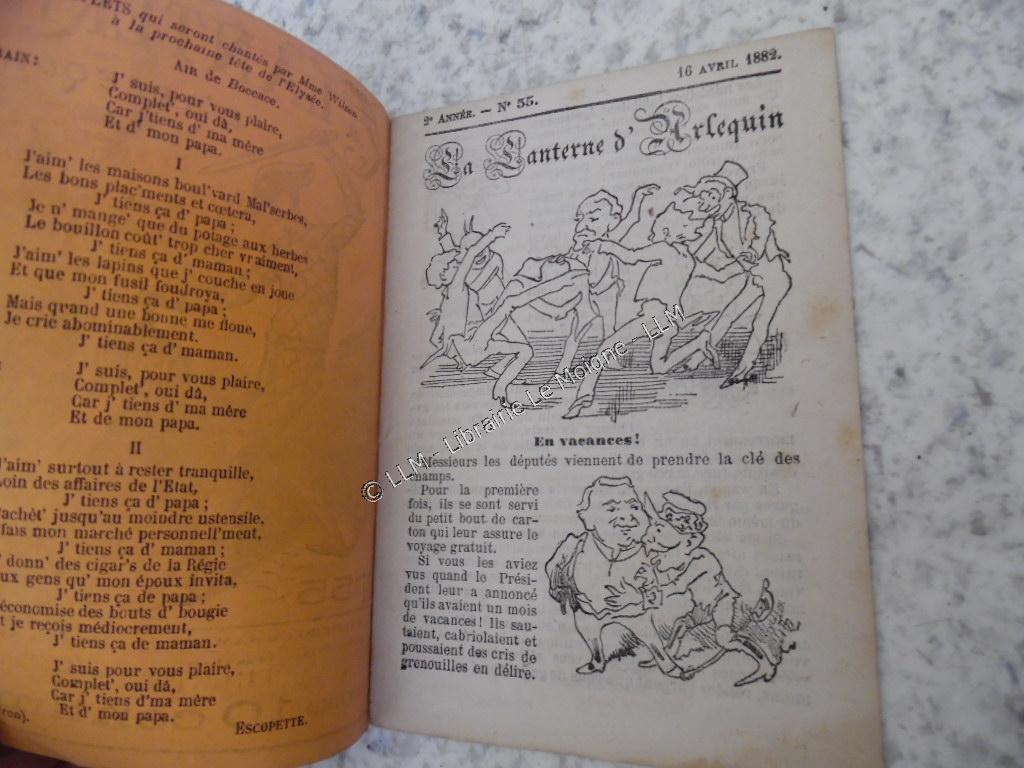 PLETS qui seront chantés par Mme Wilson
à la prochaine fête de l'Elysée.
AIR de BOCCACE.
RAIN:
J' suis, pour vous plaire,
Complet', oui dà,
Car j'tiens d' ma mère
Et d' mon papa.
I
J'aim' les maisons boul'vard Mal'serbes,
Les bons plac'ments et cœtera,
J' tiens ça d' papa;
Je n' mange' que du potage aux herbes
Le bouillon coût' trop cher vraiment,
J' tiens ça d' maman;
J'aim' les lapins que j' couche en joue
Et que mon fusil foudroya,
J' tiens ça d' papa;
Mais quand une bonne me floue,
Je crie abominablement.
J' tiens ça d' maman.
J' suis, pour vous plaire,
Complet', oui dà,
Car j' tiens d' ma mère
Et de mon papa.
II
J'aim' surtout à rester tranquille,
Loin des affaires de l'Etat,
J' tiens ça d' papa;
'achèt' jusqu'au moindre ustensile,
fais mon marché personnell'ment,
J' tiens ça d' maman;
' donn' des cigar's de la Régie
ux gens qu' mon époux invita,
J' tiens ça de papa;
'économise des bouts d' bougie
t je reçois médiocrement,
J' tiens ça de maman.
J' suis pour vous plaire,
Complet', oui dà,
Car j' tiens d'ma mère
Et d' mon papa.
ESCOPETTE.
2e ANNÉE. — N° 55.
16 AVRIL 1882.
La Lanterne d'Arlequin
En vacances!
Messieurs les députés viennent de prendre la clé des
champs.
Pour la première
fois, ils se sont servi
du petit bout de car-
ton qui leur assure le
voyage gratuit.
Si vous les aviez
vus quand le Prési-
dent leur a annoncé
qu'ils avaient un mois
de vacances! Ils sau-
taient, cabriolaient et
poussaient des cris de
grenouilles en délire.
© LLM - Librairie Le Moigne - LLM